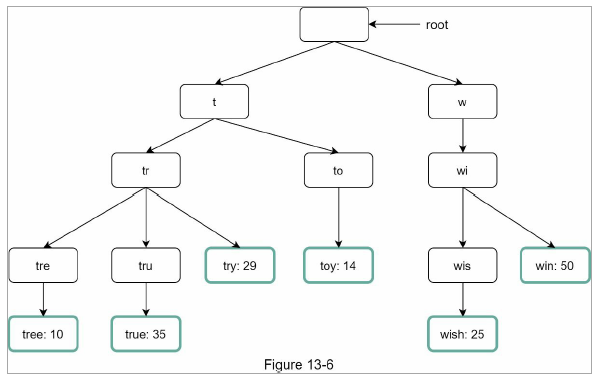 root
t
w
tr
to
wi
tre
tru
try: 29
toy: 14
wis
win: 50
tree: 10
true: 35
wish: 25
Figure 13-6